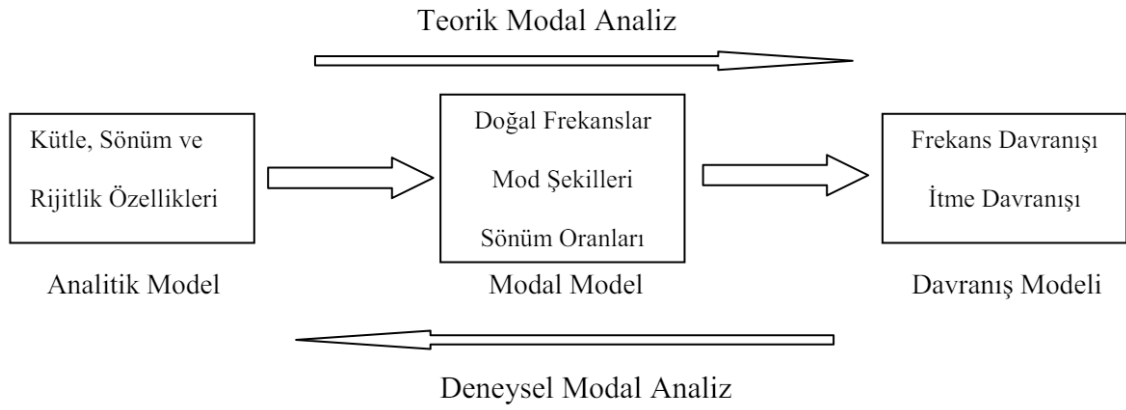 Teorik Modal Analiz
Kütle, Sönüm ve
Rijitlik Özellikleri
Analitik Model
Doğal Frekanslar
Mod Şekilleri
Sönüm Oranları
Modal Model
Frekans Davranışı
İtme Davranışı
Davranış Modeli
Deneysel Modal Analiz